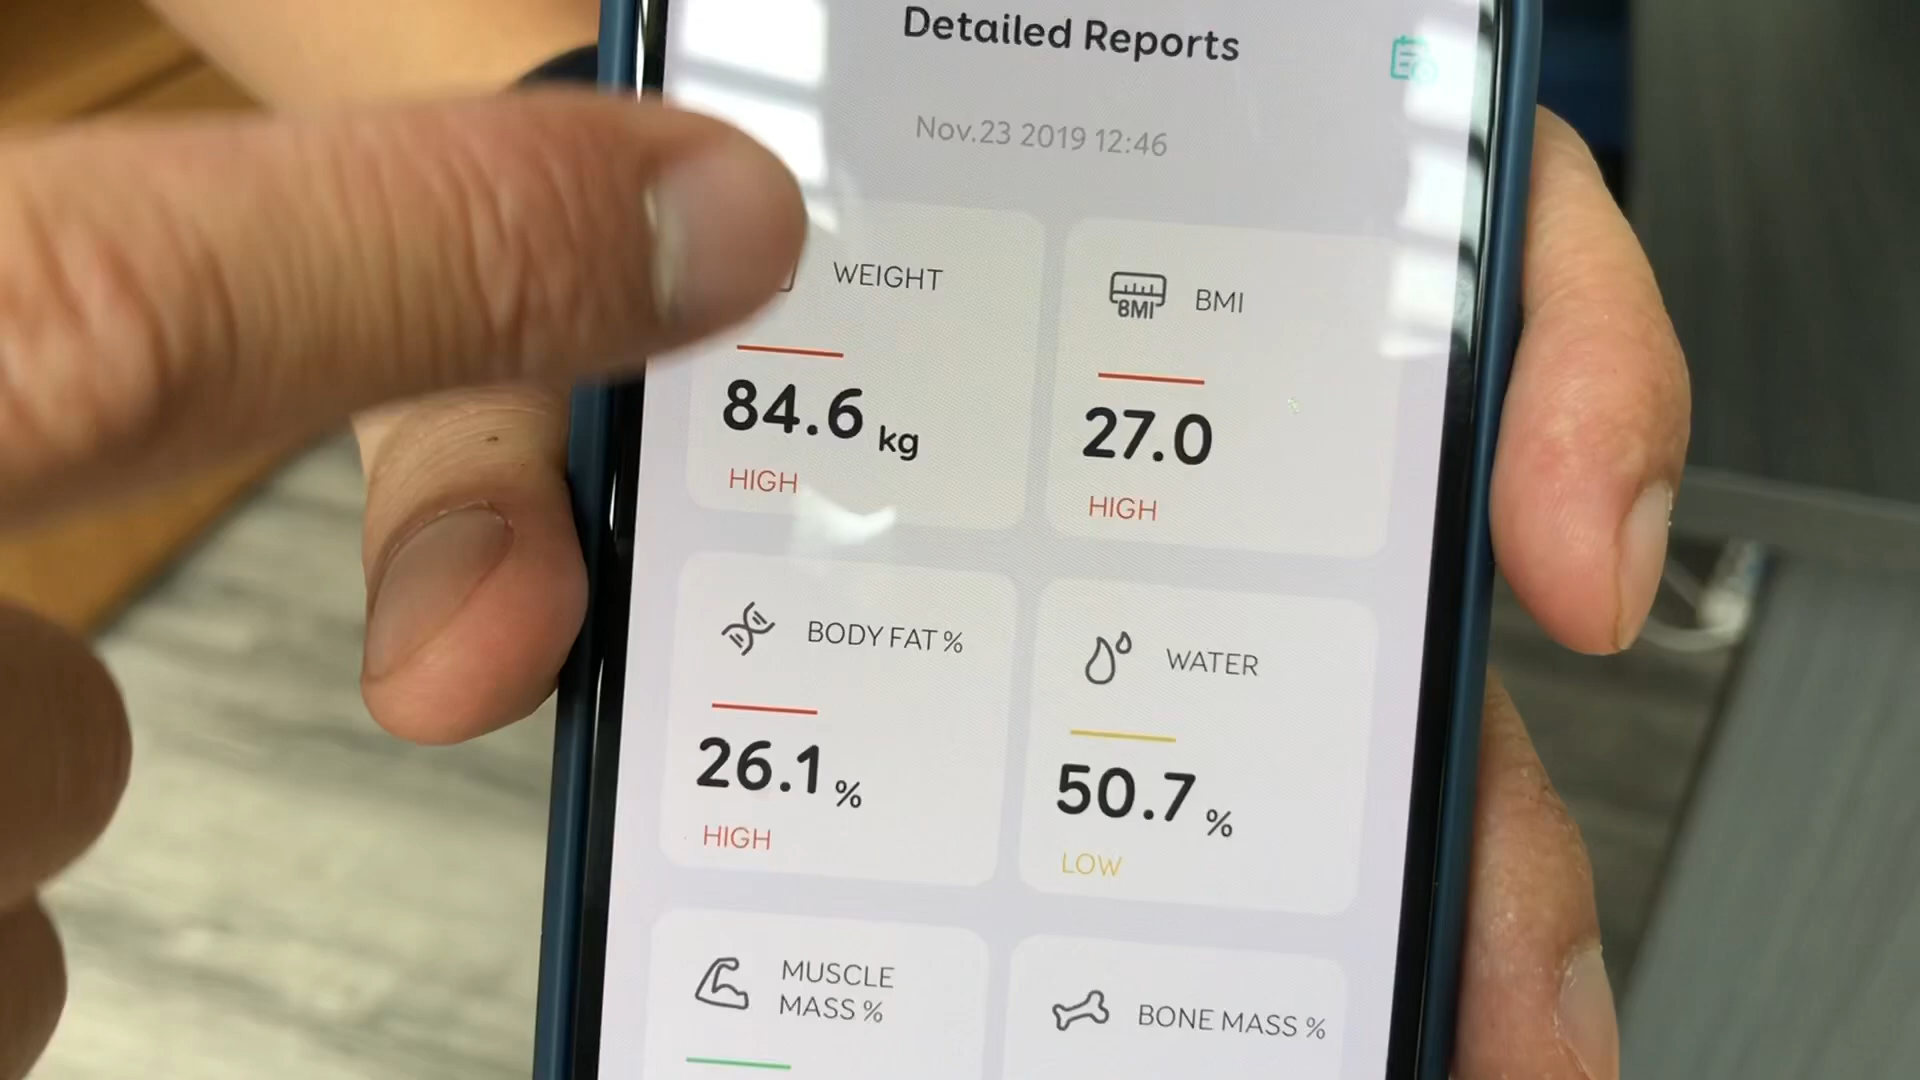 Detailed Reports
Nov.23 2019 12:46
WEIGHT
84.6 kg
HIGH
BMI
BMI
27.0
HIGH
BODY FAT %
26.1 %
HIGH
WATER
50.7 %
LOW
MUSCLE
MASS %
BONE MASS %